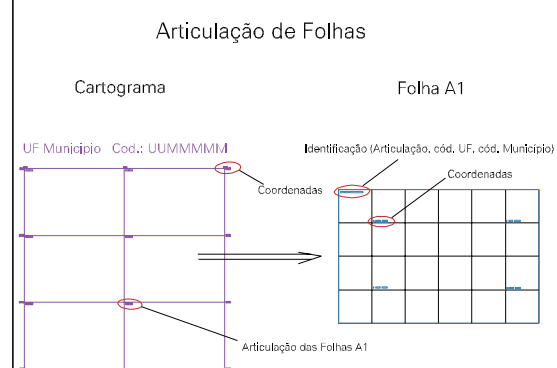 Articulação de Folhas
Cartograma
Folha A1
UF Municipio Cod.: UUMMMMM
Identificação (Articulação, cód. UF, cód. Município)
Coordenadas
Coordenadas
Articulação das Folhas A1